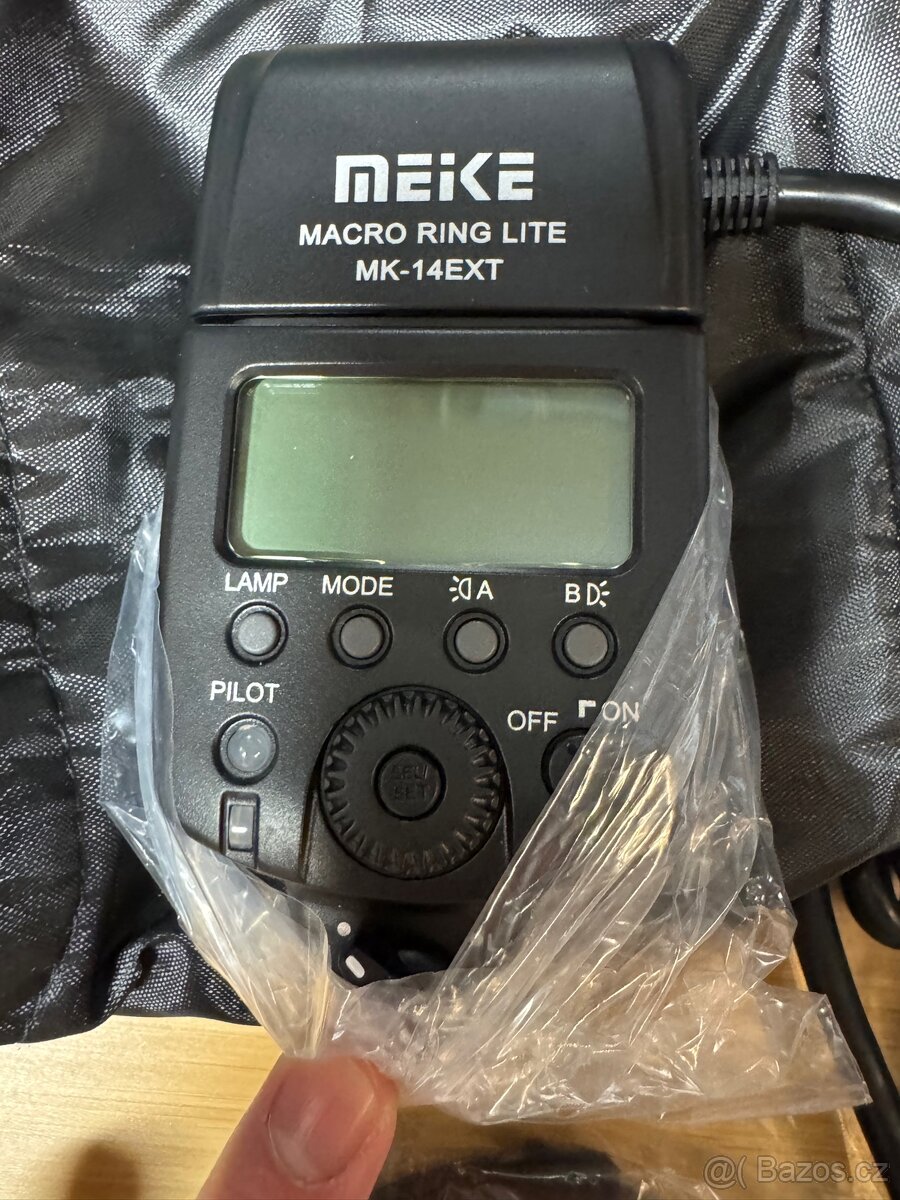 MEIKE
MACRO RING LITE
MK-14EXT
LAMP MODE A B
PILOT
OFF ON
SEL/
SET
@( Bazos.cz